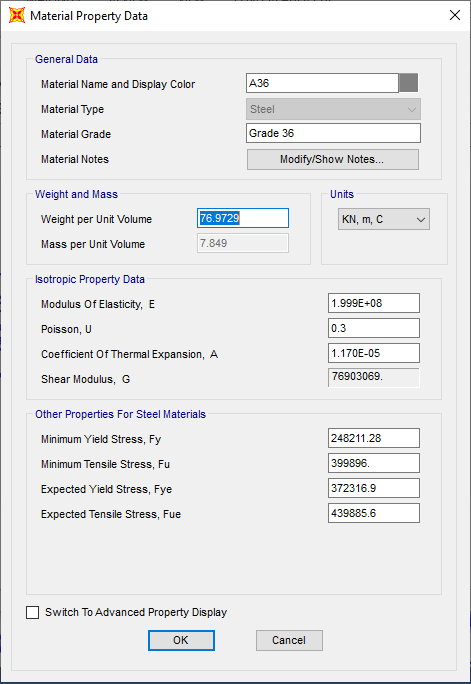 Material Property Data
General Data
Material Name and Display Color A36
Material Type Steel
Material Grade Grade 36
Material Notes Modify/Show Notes...
Weight and Mass Units
Weight per Unit Volume 76.9729 KN, m, C
Mass per Unit Volume 7.849
Isotropic Property Data
Modulus Of Elasticity, E 1.999E+08
Poisson, U 0.3
Coefficient Of Thermal Expansion, A 1.170E-05
Shear Modulus, G 76903069.
Other Properties For Steel Materials
Minimum Yield Stress, Fy 248211.28
Minimum Tensile Stress, Fu 399896.
Expected Yield Stress, Fye 372316.9
Expected Tensile Stress, Fue 439885.6
Switch To Advanced Property Display
OK Cancel